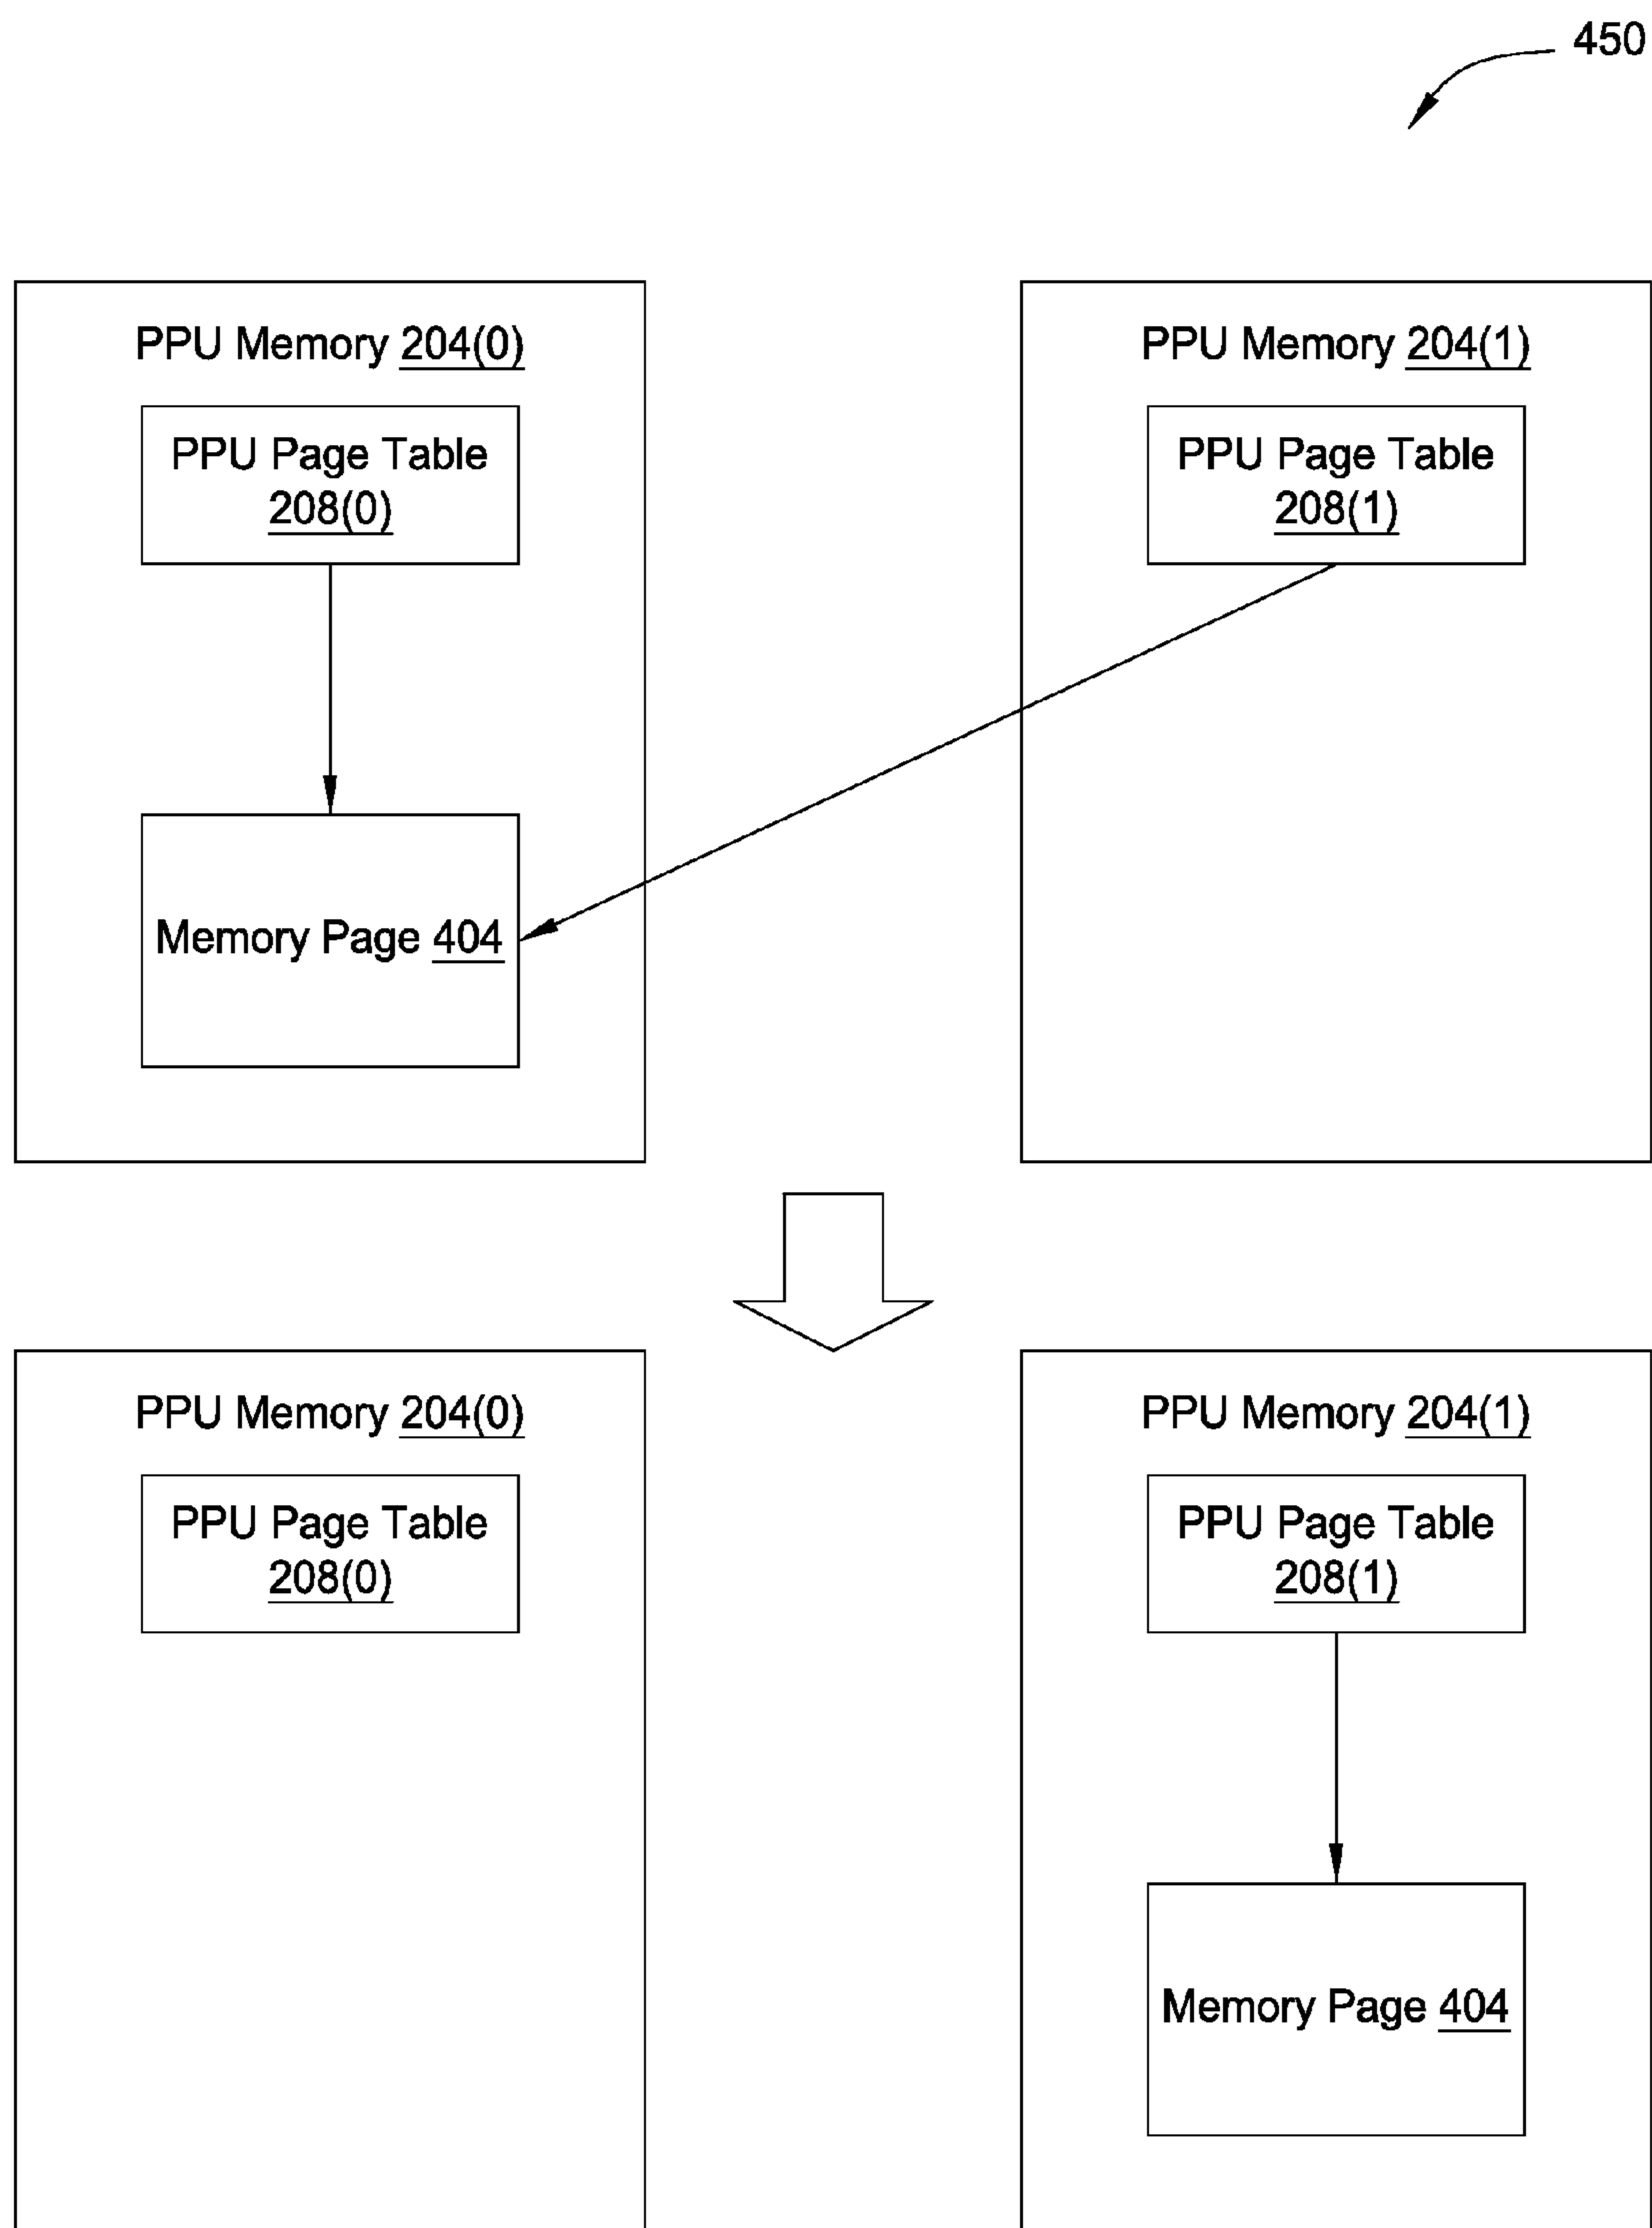 450
PPU Memory 204(0)
PPU Page Table
208(0)
Memory Page 404
PPU Memory 204(1)
PPU Page Table
208(1)
PPU Memory 204(0)
PPU Page Table
208(0)
PPU Memory 204(1)
PPU Page Table
208(1)
Memory Page 404